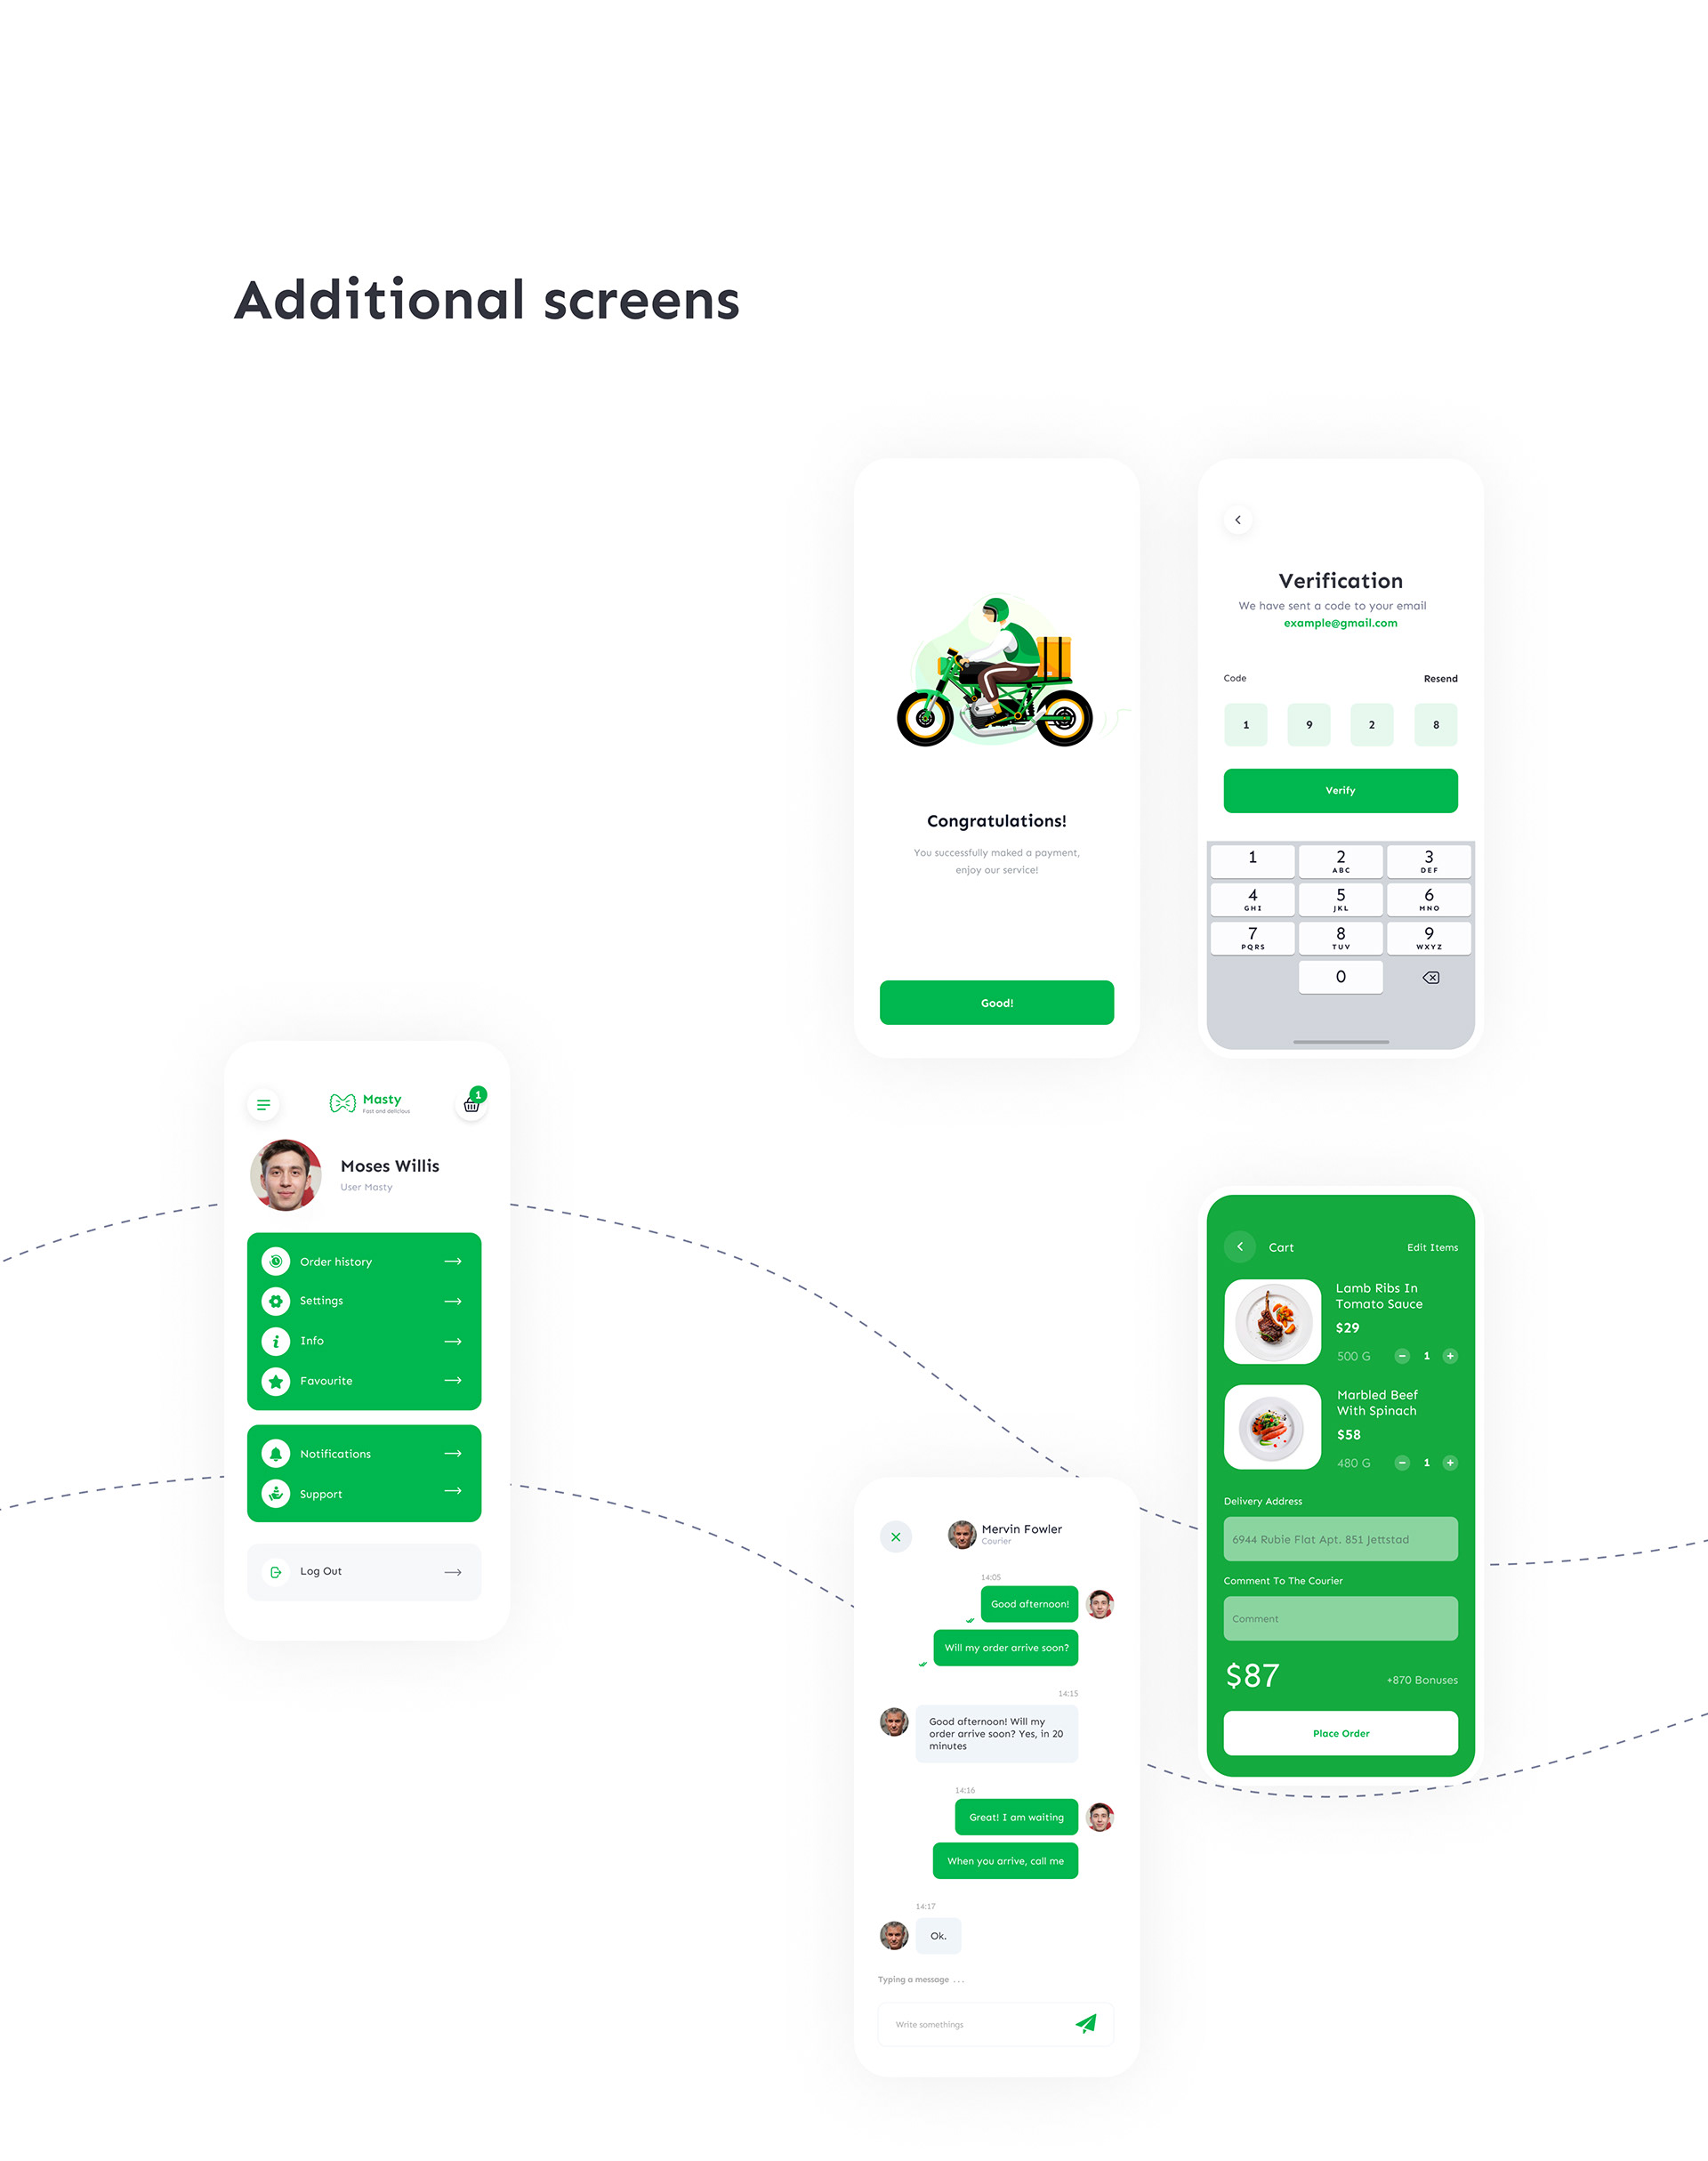 Additional screens
Congratulations!
You successfully maked a payment,
enjoy our service!
Good!
Verification
We have sent a code to your email
example@gmail.com
Code
Resend
1 9 2 8
Verify
1
2
ABC
3
DEF
4
GHI
5
JKL
6
MNO
7
PQRS
8
TUV
9
WXYZ
0
Masty
Fast and delicious
1
Moses Willis
User Masty
Order history
Settings
Info
Favourite
Notifications
Support
Log Out
Cart
Edit Items
Lamb Ribs In
Tomato Sauce
$29
500 G
1
Marbled Beef
With Spinach
$58
480 G
1
Delivery Address
6944 Rubie Flat Apt. 851 Jettstad
Comment To The Courier
Comment
$87
+870 Bonuses
Place Order
Mervin Fowler
Courier
14:05
Good afternoon!
Will my order arrive soon?
14:15
Good afternoon! Will my
order arrive soon? Yes, in 20
minutes
14:16
Great! I am waiting
When you arrive, call me
14:17
Ok.
Typing a message ...
Write somethings